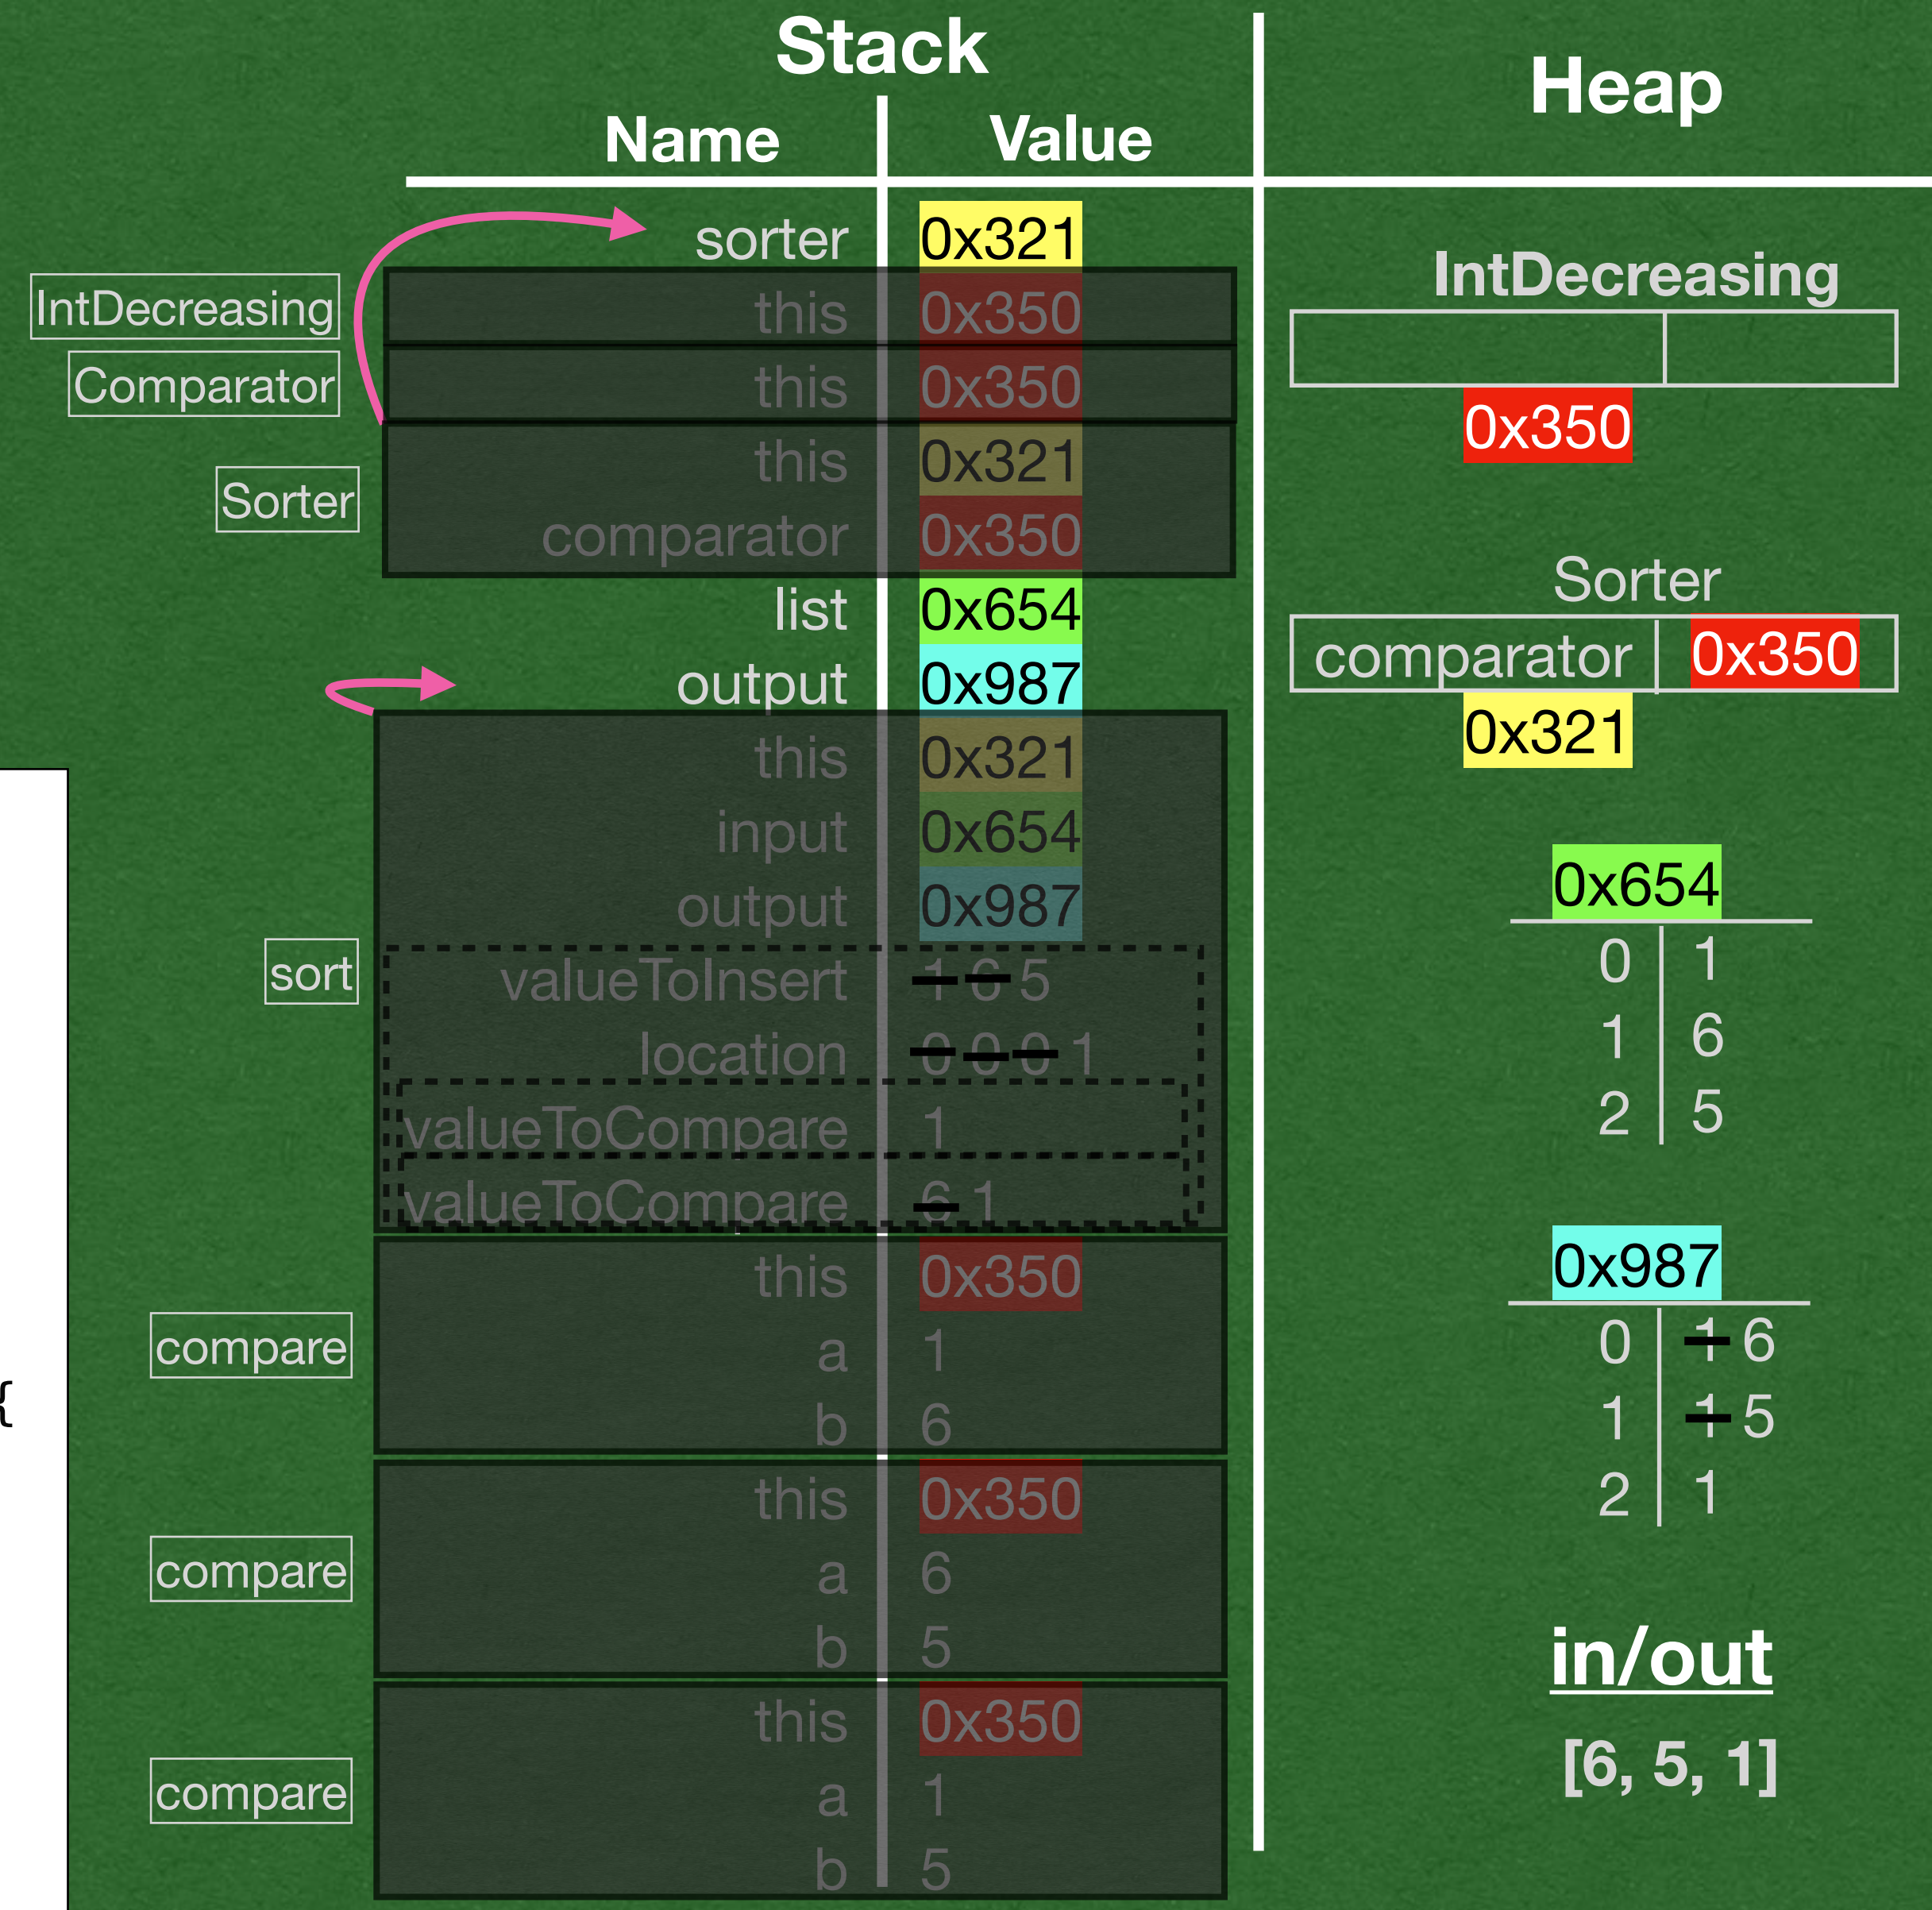 Stack
Heap
Name Value
sorter 0x321
IntDecreasing this 0x350
Comparator this 0x350
this 0x321
Sorter
comparator 0x350
list 0x654
output 0x987
this 0x321
input 0x654
output 0x987
sort
valueToInsert 1 6 5
location 0 0 0 1
valueToCompare 1
valueToCompare 6 1
this 0x350
compare a 1
b 6
this 0x350
compare a 6
b 5
this 0x350
compare a 1
b 5
{
IntDecreasing
0x350
Sorter
comparator 0x350
0x321
0x654
0 1
1 6
2 5
0x987
0 1 6
1 1 5
2 1
in/out
[6, 5, 1]